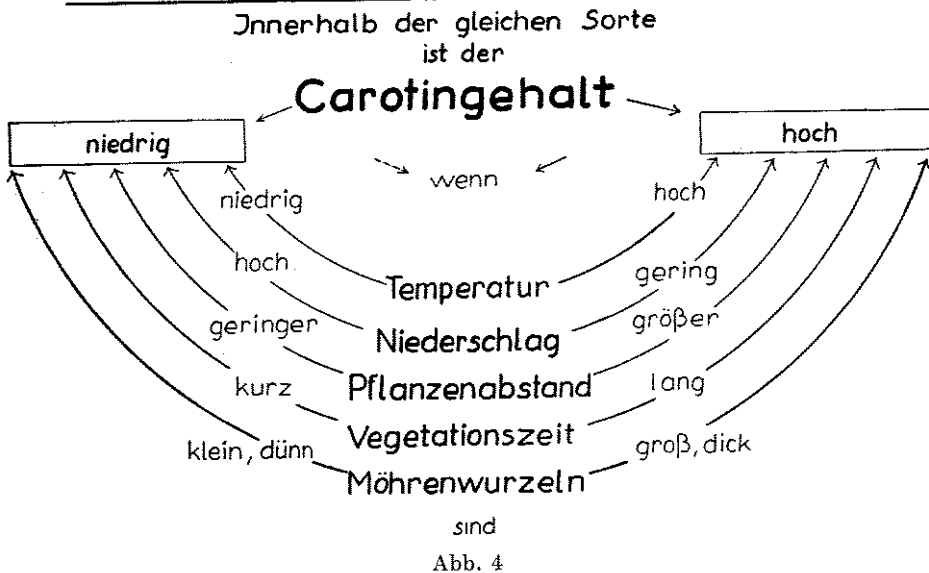 Innerhalb der gleichen Sorte
ist der
Carotingehalt
niedrig
hoch
wenn
niedrig
hoch
Temperatur
hoch
gering
Niederschlag
geringer
größer
Pflanzenabstand
kurz
lang
Vegetationszeit
klein, dünn
groß, dick
Möhrenwurzeln
sind
Abb. 4